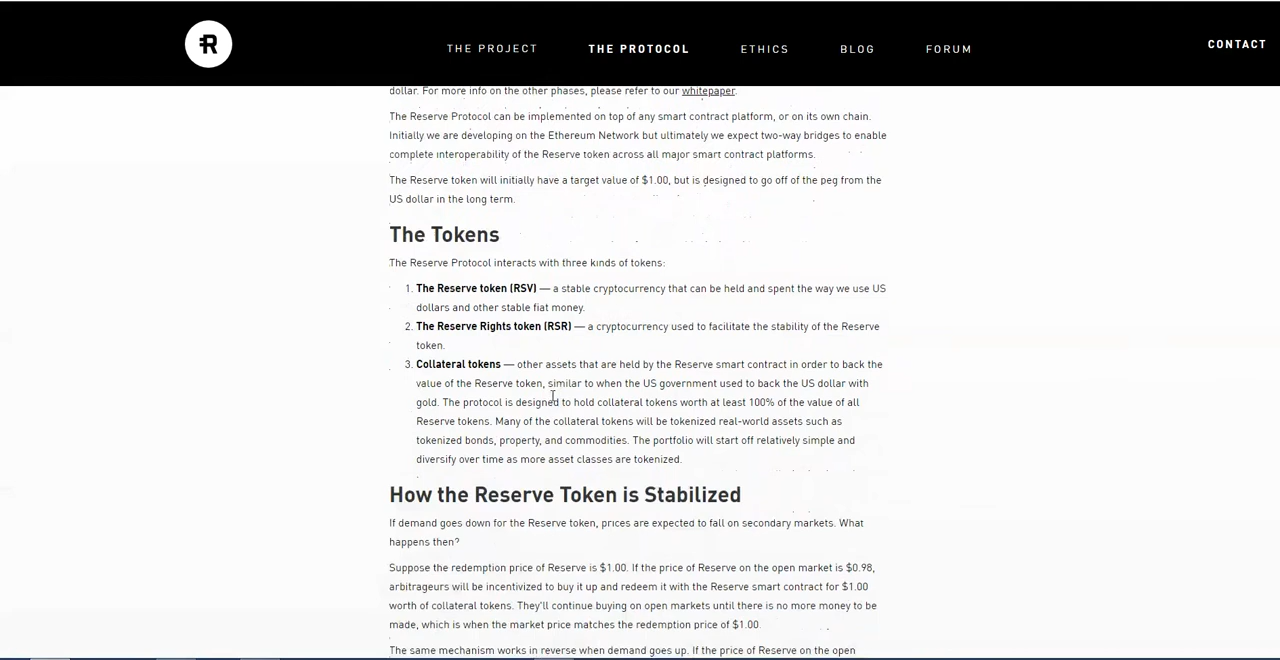 THE PROJECT THE PROTOCOL ETHICS BLOG FORUM CONTACT
dollar. For more info on the other phases, please refer to our whitepaper.
The Reserve Protocol can be implemented on top of any smart contract platform, or on its own chain.
Initially we are developing on the Ethereum Network but ultimately we expect two-way bridges to enable
complete interoperability of the Reserve token across all major smart contract platforms.
The Reserve token will initially have a target value of $1.00, but is designed to go off of the peg from the
US dollar in the long term.
The Tokens
The Reserve Protocol interacts with three kinds of tokens:
1. The Reserve token (RSV) — a stable cryptocurrency that can be held and spent the way we use US
dollars and other stable fiat money.
2. The Reserve Rights token (RSR) — a cryptocurrency used to facilitate the stability of the Reserve
token.
3. Collateral tokens — other assets that are held by the Reserve smart contract in order to back the
value of the Reserve token, similar to when the US government used to back the US dollar with
gold. The protocol is designed to hold collateral tokens worth at least 100% of the value of all
Reserve tokens. Many of the collateral tokens will be tokenized real-world assets such as
tokenized bonds, property, and commodities. The portfolio will start off relatively simple and
diversify over time as more asset classes are tokenized.
How the Reserve Token is Stabilized
If demand goes down for the Reserve token, prices are expected to fall on secondary markets. What
happens then?
Suppose the redemption price of Reserve is $1.00. If the price of Reserve on the open market is $0.98,
arbitrageurs will be incentivized to buy it up and redeem it with the Reserve smart contract for $1.00
worth of collateral tokens. They'll continue buying on open markets until there is no more money to be
made, which is when the market price matches the redemption price of $1.00.
The same mechanism works in reverse when demand goes up. If the price of Reserve on the open